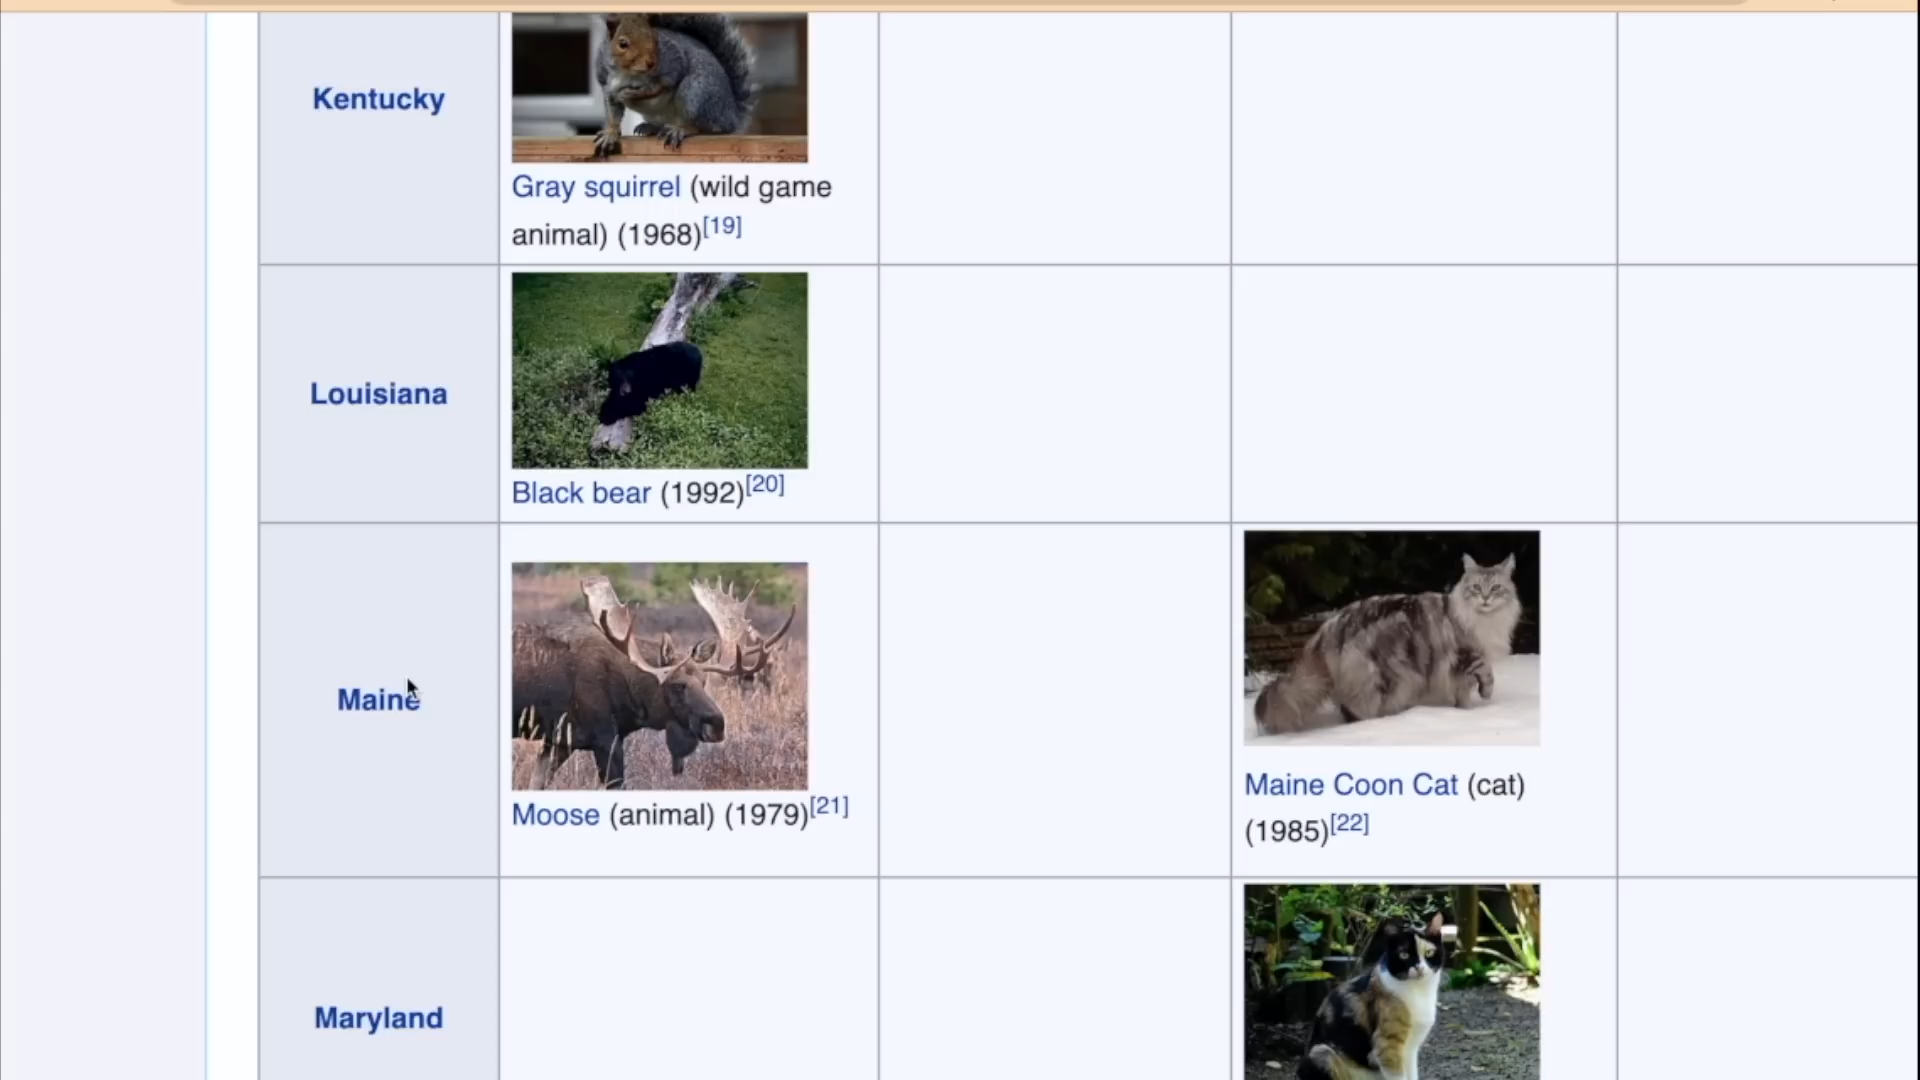 Kentucky
Gray squirrel (wild game
animal) (1968)[19]
Louisiana
Black bear (1992)[20]
Maine
Moose (animal) (1979)[21]
Maine Coon Cat (cat)
(1985)[22]
Maryland